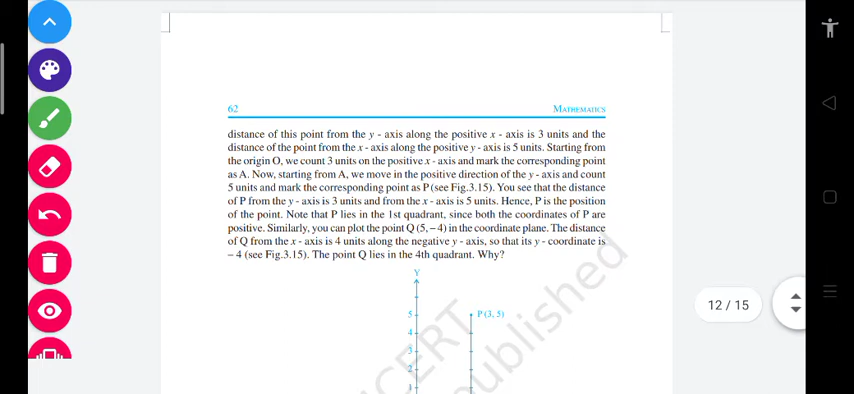 62
MATHEMATICS
distance of this point from the y - axis along the positive x - axis is 3 units and the
distance of the point from the x - axis along the positive y - axis is 5 units. Starting from
the origin O, we count 3 units on the positive x - axis and mark the corresponding point
as A. Now, starting from A, we move in the positive direction of the y - axis and count
5 units and mark the corresponding point as P (see Fig.3.15). You see that the distance
of P from the y - axis is 3 units and from the x - axis is 5 units. Hence, P is the position
of the point. Note that P lies in the 1st quadrant, since both the coordinates of P are
positive. Similarly, you can plot the point Q (5, – 4) in the coordinate plane. The distance
of Q from the x - axis is 4 units along the negative y - axis, so that its y - coordinate is
– 4 (see Fig.3.15). The point Q lies in the 4th quadrant. Why?
Y
12 / 15
5
P (3, 5)
4
3
2
1
NCERT
republished